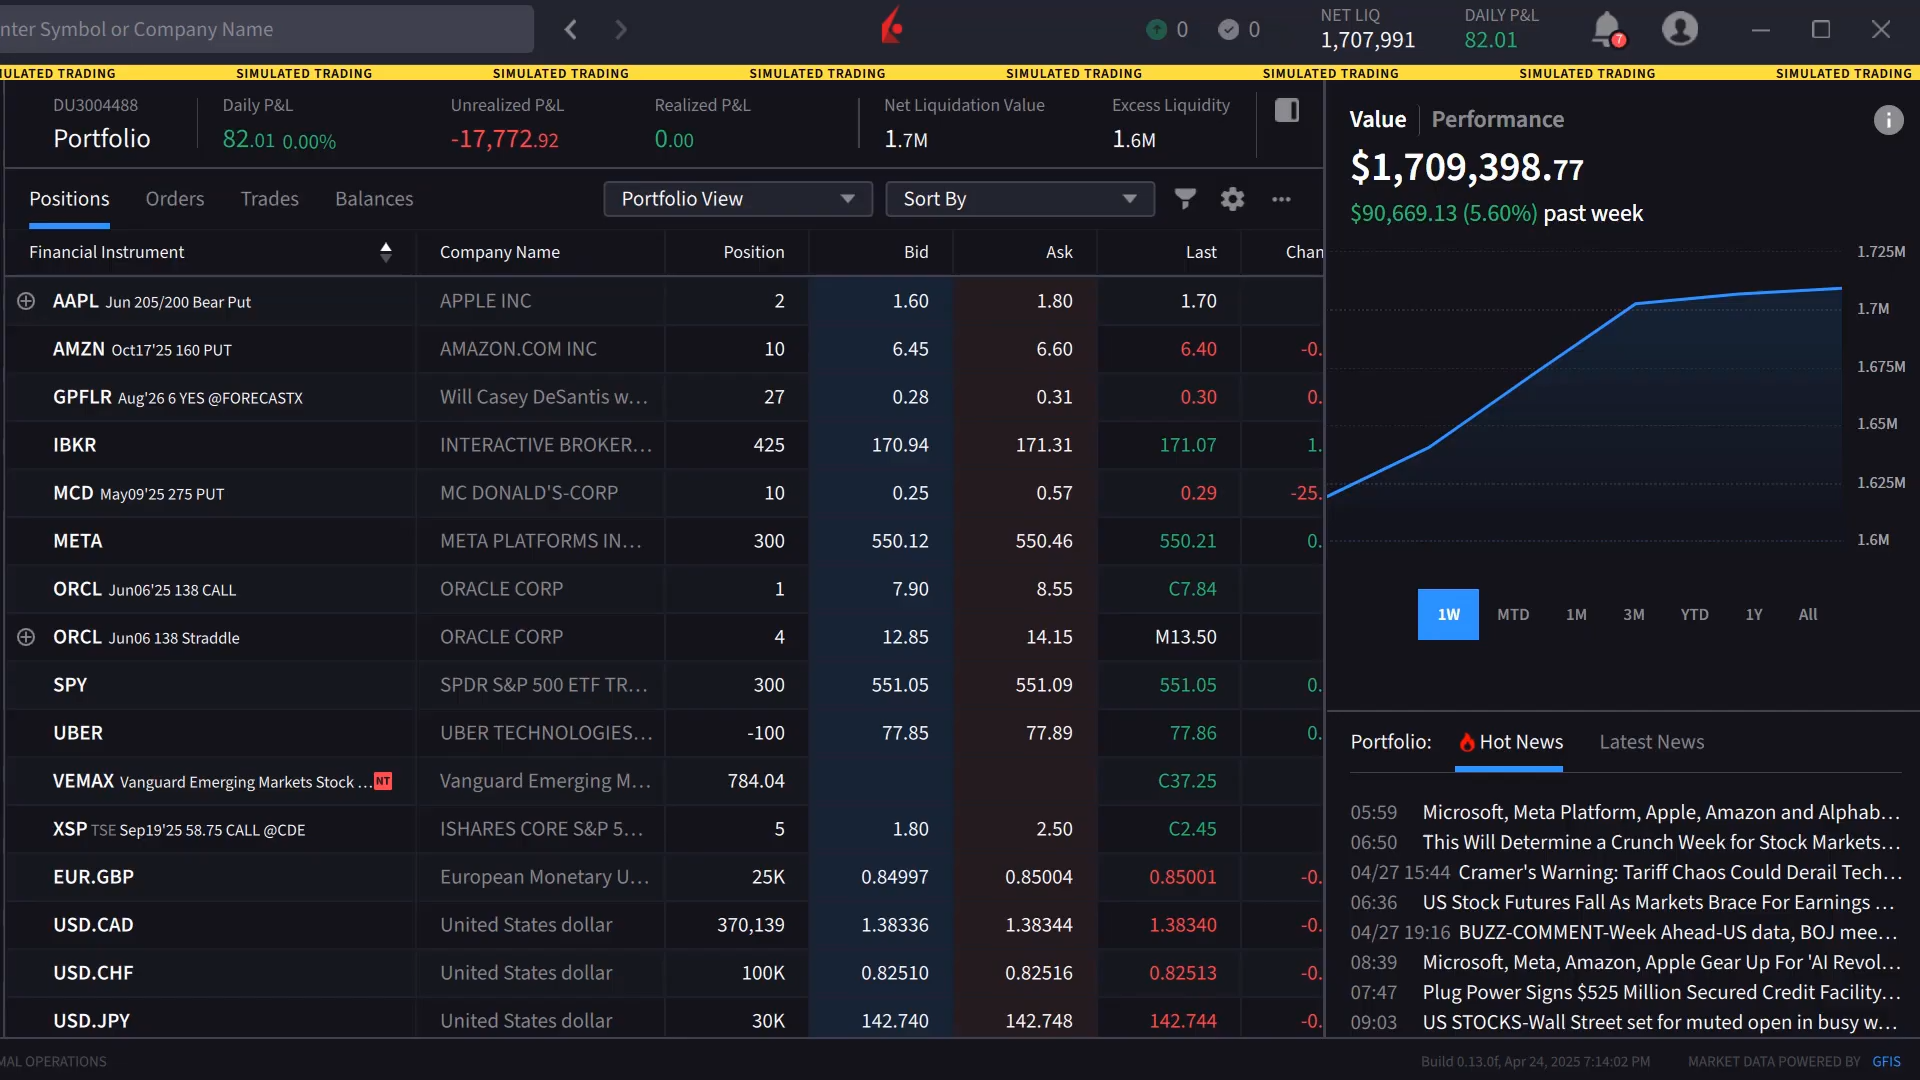 nter Symbol or Company Name
0
0
NET LIQ
1,707,991
DAILY P&L
82.01
7
ULATED TRADING SIMULATED TRADING SIMULATED TRADING SIMULATED TRADING SIMULATED TRADING SIMULATED TRADING SIMULATED TRADING SIMULATED TRADING
DU3004488
Portfolio
Daily P&L
82.01 0.00%
Unrealized P&L
-17,772.92
Realized P&L
0.00
Net Liquidation Value
1.7M
Excess Liquidity
1.6M
Positions Orders Trades Balances Portfolio View Sort By
Financial Instrument Company Name Position Bid Ask Last Chan
AAPL Jun 205/200 Bear Put APPLE INC 2 1.60 1.80 1.70
AMZN Oct17'25 160 PUT AMAZON.COM INC 10 6.45 6.60 6.40 -0.
GPFLR Aug'26 6 YES @FORECASTX Will Casey DeSantis w... 27 0.28 0.31 0.30 0.
IBKR INTERACTIVE BROKER... 425 170.94 171.31 171.07 1.
MCD May09'25 275 PUT MC DONALD'S-CORP 10 0.25 0.57 0.29 -25.
META META PLATFORMS IN... 300 550.12 550.46 550.21 0.
ORCL Jun06'25 138 CALL ORACLE CORP 1 7.90 8.55 C7.84
ORCL Jun06 138 Straddle ORACLE CORP 4 12.85 14.15 M13.50
SPY SPDR S&P 500 ETF TR... 300 551.05 551.09 551.05 0.
UBER UBER TECHNOLOGIES... -100 77.85 77.89 77.86 0.
VEMAX Vanguard Emerging Markets Stock ... NT Vanguard Emerging M... 784.04 C37.25
XSP TSE Sep19'25 58.75 CALL @CDE ISHARES CORE S&P 5... 5 1.80 2.50 C2.45
EUR.GBP European Monetary U... 25K 0.84997 0.85004 0.85001 -0.
USD.CAD United States dollar 370,139 1.38336 1.38344 1.38340 -0.
USD.CHF United States dollar 100K 0.82510 0.82516 0.82513 -0.
USD.JPY United States dollar 30K 142.740 142.748 142.744 -0.
Value Performance
$1,709,398.77
$90,669.13 (5.60%) past week
1.725M
1.7M
1.675M
1.65M
1.625M
1.6M
1W MTD 1M 3M YTD 1Y All
Portfolio: Hot News Latest News
05:59 Microsoft, Meta Platform, Apple, Amazon and Alphab...
06:50 This Will Determine a Crunch Week for Stock Markets...
04/27 15:44 Cramer's Warning: Tariff Chaos Could Derail Tech...
06:36 US Stock Futures Fall As Markets Brace For Earnings ...
04/27 19:16 BUZZ-COMMENT-Week Ahead-US data, BOJ mee...
08:39 Microsoft, Meta, Amazon, Apple Gear Up For 'AI Revol...
07:47 Plug Power Signs $525 Million Secured Credit Facility...
09:03 US STOCKS-Wall Street set for muted open in busy w...
MAL OPERATIONS
Build 0.13.0f, Apr 24, 2025 7:14:02 PM MARKET DATA POWERED BY GFIS